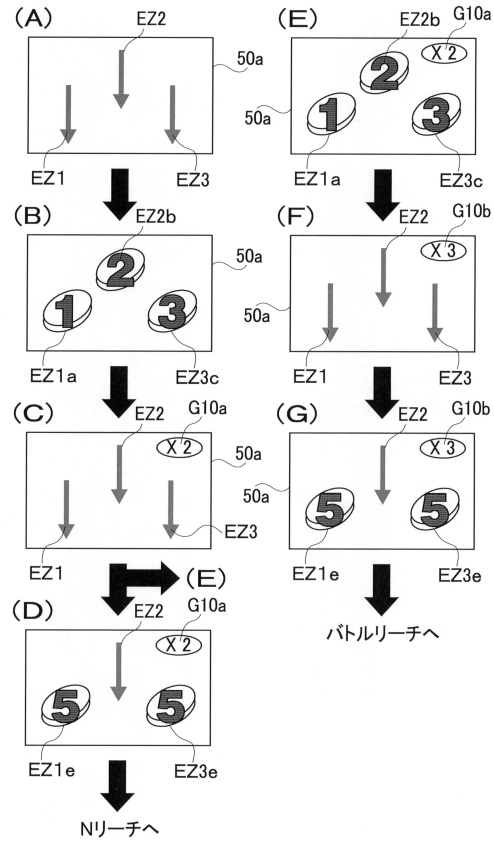 (A)
EZ2
50a
EZ1
EZ3
(B)
EZ2b
50a
1
2
3
EZ1a
EZ3c
(C)
EZ2
G10a
X2
50a
EZ1
EZ3
(E)
(D)
EZ2
G10a
X2
50a
5
5
EZ1e
EZ3e
Nリーチへ
(E)
EZ2b
G10a
X2
50a
1
2
3
EZ1a
EZ3c
(F)
EZ2
G10b
X3
50a
EZ1
EZ3
(G)
EZ2
G10b
X3
50a
5
5
EZ1e
EZ3e
バトルリーチへ